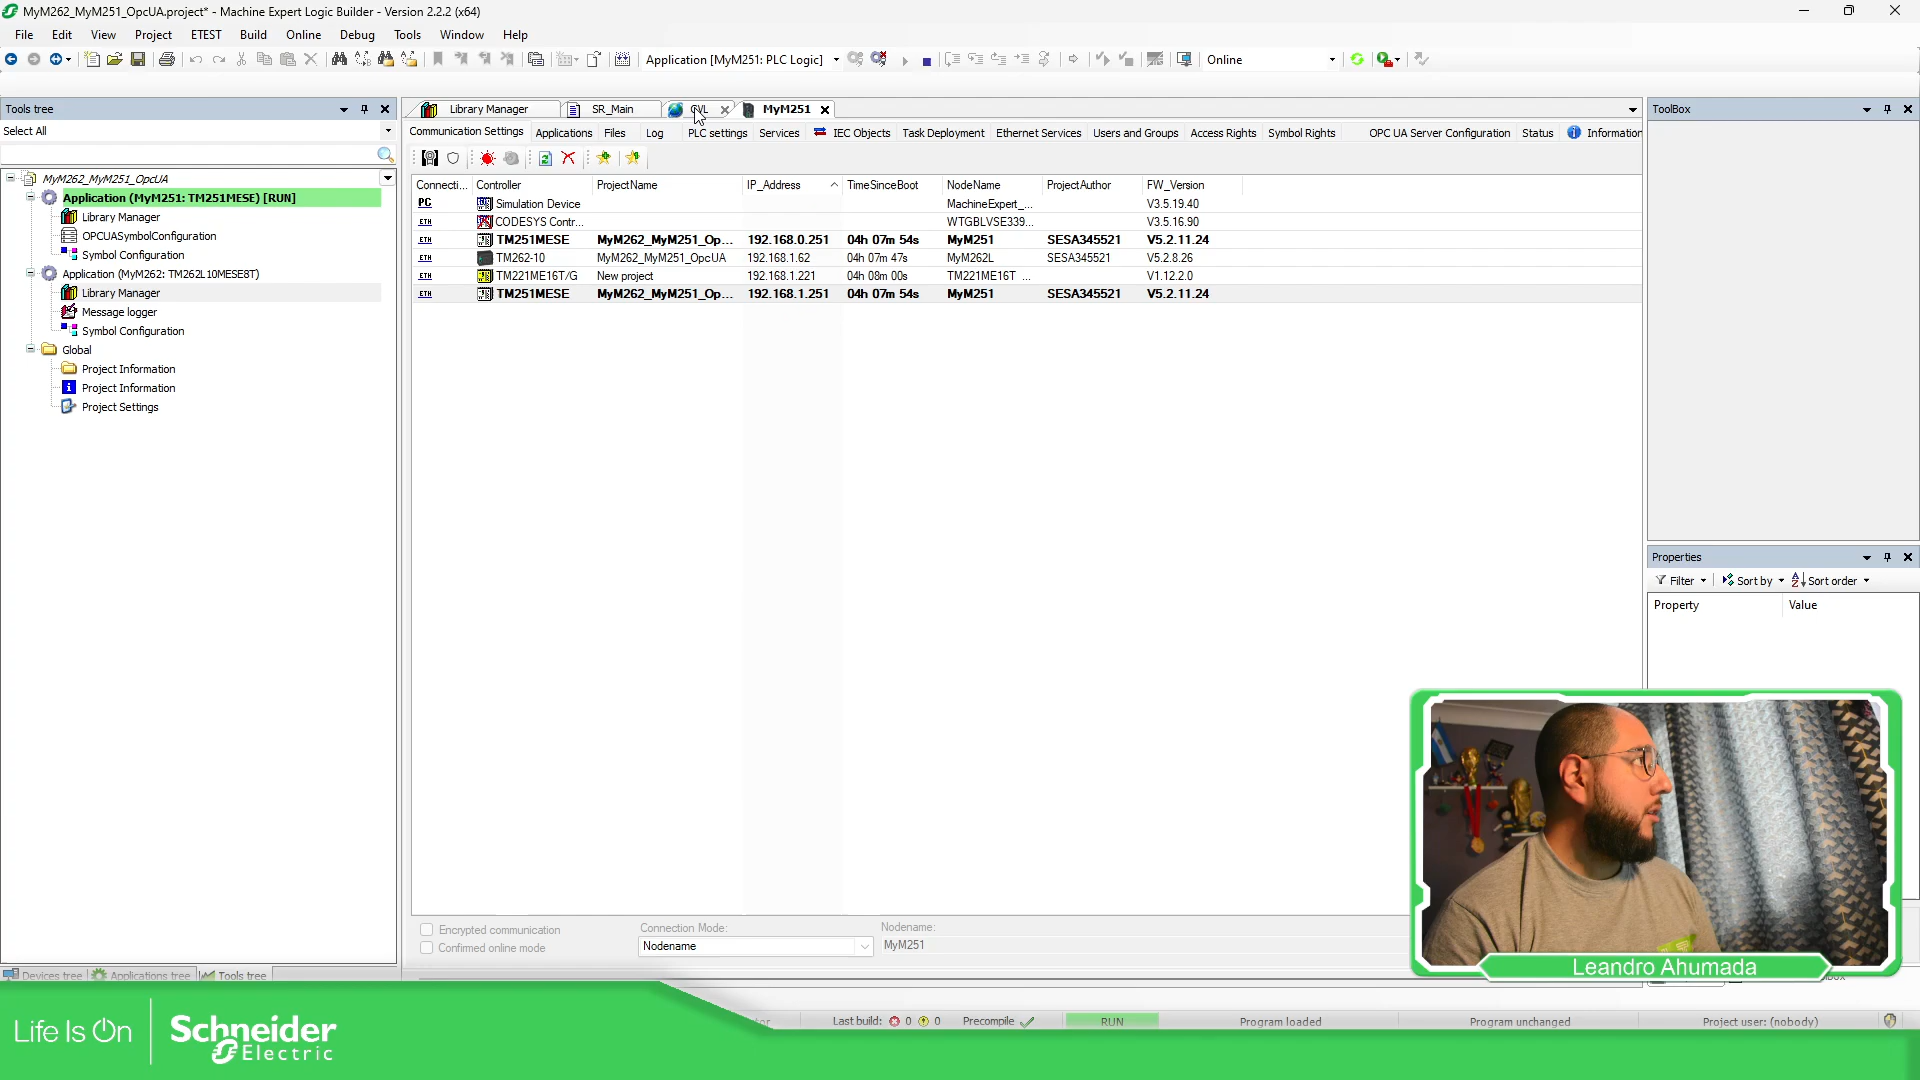 MyM262_MyM251_OpcUA.project* - Machine Expert Logic Builder - Version 2.2.2 (x64)
File Edit View Project ETEST Build Online Debug Tools Window Help
Application [MyM251: PLC Logic] Online
Tools tree
Select All
MyM262_MyM251_OpcUA
Application (MyM251: TM251MESE) [RUN]
Library Manager
OPCUASymbolConfiguration
Symbol Configuration
Application (MyM262: TM262L10MESE8T)
Library Manager
Message logger
Symbol Configuration
Global
Project Information
Project Information
Project Settings
Devices tree Applications tree Tools tree
Library Manager SR_Main GVL MyM251
Communication Settings Applications Files Log PLC settings Services IEC Objects Task Deployment Ethernet Services Users and Groups Access Rights Symbol Rights OPC UA Server Configuration Status Information
Connecti... Controller ProjectName IP_Address TimeSinceBoot NodeName ProjectAuthor FW_Version
PC Simulation Device MachineExpert_... V3.5.19.40
ETH CODESYS Contr... WTGBLVSE339... V3.5.16.90
ETH TM251MESE MyM262_MyM251_Op... 192.168.0.251 04h 07m 54s MyM251 SESA345521 V5.2.11.24
ETH TM262-10 MyM262_MyM251_OpcUA 192.168.1.62 04h 07m 47s MyM262L SESA345521 V5.2.8.26
ETH TM221ME16T/G New project 192.168.1.221 04h 08m 00s TM221ME16T ... V1.12.2.0
ETH TM251MESE MyM262_MyM251_Op... 192.168.1.251 04h 07m 54s MyM251 SESA345521 V5.2.11.24
Encrypted communication
Confirmed online mode
Connection Mode:
Nodename
Nodename:
MyM251
ToolBox
Properties
Filter Sort by Sort order
Property Value
Leandro Ahumada
Life Is On Schneider Electric
Last build: 0 0 Precompile RUN Program loaded Program unchanged Project user: (nobody)